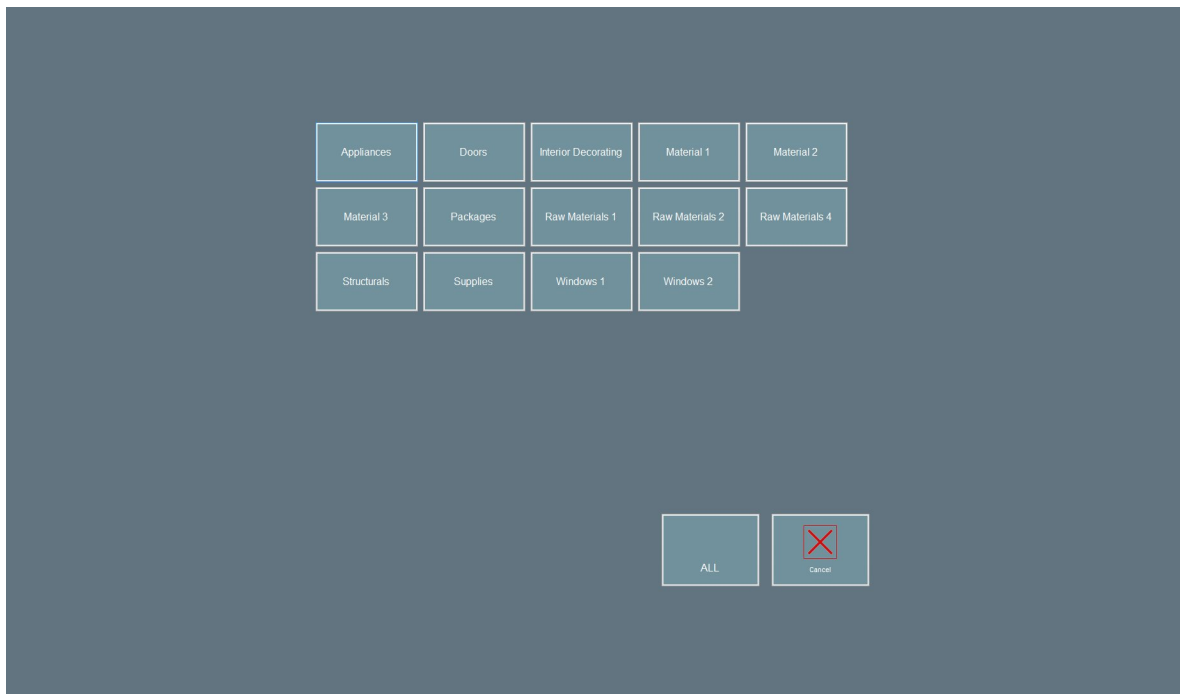 Appliances
Doors
Interior Decorating
Material 1
Material 2
Material 3
Packages
Raw Materials 1
Raw Materials 2
Raw Materials 4
Structurals
Supplies
Windows 1
Windows 2
ALL
Cancel